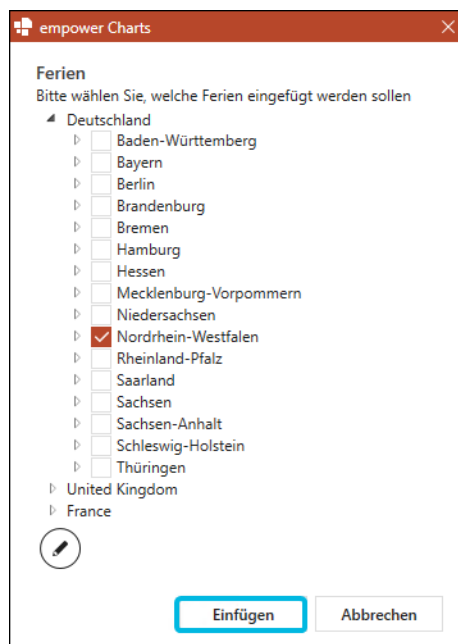 empower Charts
Ferien
Bitte wählen Sie, welche Ferien eingefügt werden sollen
Deutschland
Baden-Württemberg
Bayern
Berlin
Brandenburg
Bremen
Hamburg
Hessen
Mecklenburg-Vorpommern
Niedersachsen
Nordrhein-Westfalen
Rheinland-Pfalz
Saarland
Sachsen
Sachsen-Anhalt
Schleswig-Holstein
Thüringen
United Kingdom
France
Einfügen Abbrechen